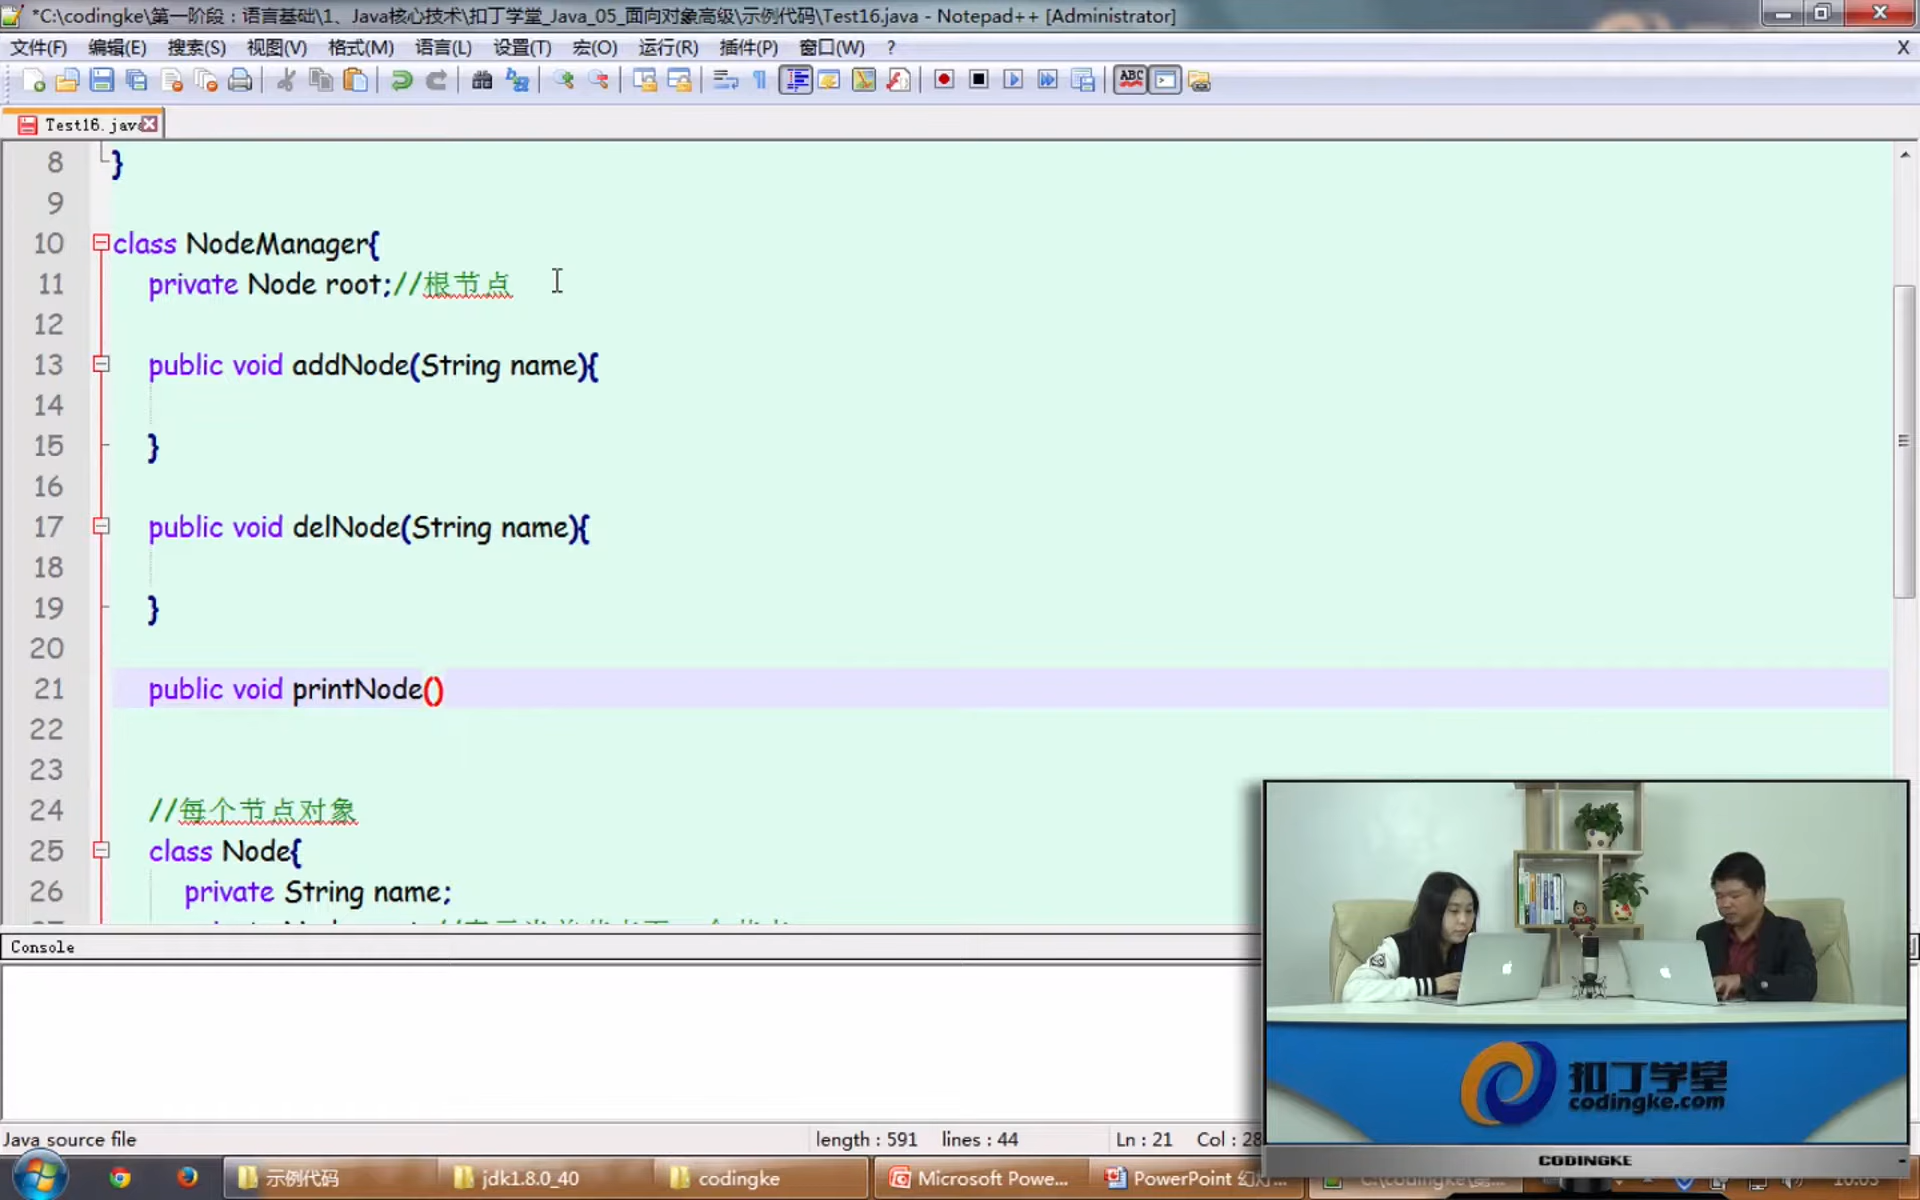 *C:\codingke\第一阶段：语言基础\1、Java核心技术\扣丁学堂_Java_05_面向对象高级\示例代码\Test16.java - Notepad++ [Administrator]
文件(F) 编辑(E) 搜索(S) 视图(V) 格式(M) 语言(L) 设置(T) 宏(O) 运行(R) 插件(P) 窗口(W) ? X
ABC
Test16.java
8 }
9
10 class NodeManager{
11 private Node root;//根节点
12
13 public void addNode(String name){
14
15 }
16
17 public void delNode(String name){
18
19 }
20
21 public void printNode()
22
23
24 //每个节点对象
25 class Node{
26 private String name;
Console
扣丁学堂
codingke.com
CODINGKE
Java source file length : 591 lines : 44 Ln : 21 Col : 28
示例代码 jdk1.8.0_40 codingke Microsoft Powe... PowerPoint 幻灯...